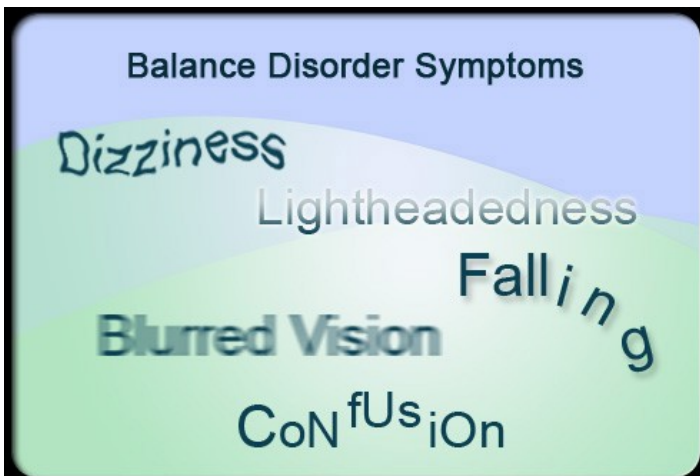 Balance Disorder Symptoms
Dizziness
Lightheadedness
Falling
Blurred Vision
CoNfUsiOn